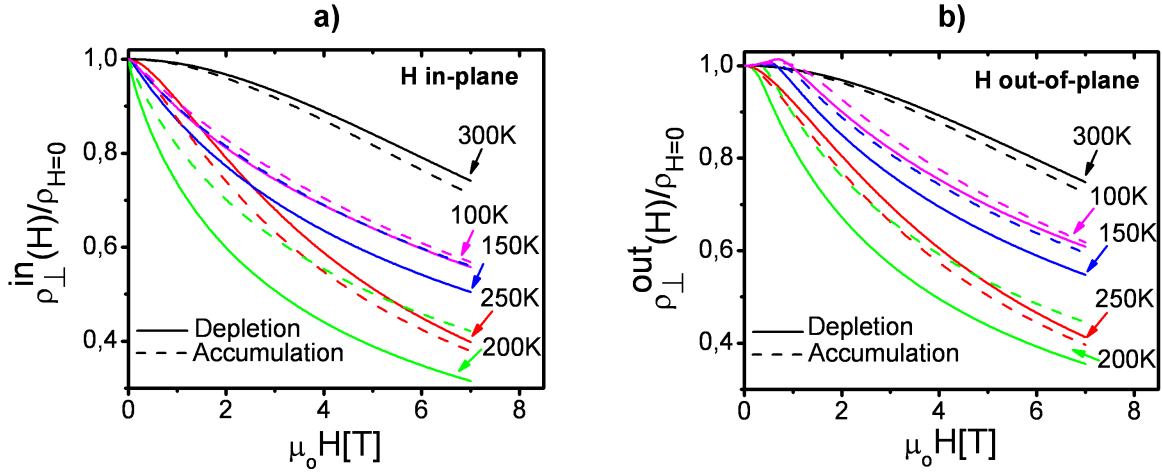 a)
1,0
0,8
0,6
0,4
ρ⊥^in(H)/ρH=0
H in-plane
300K
100K
150K
250K
200K
Depletion
Accumulation
0 2 4 6 8
μoH[T]
b)
1,0
0,8
0,6
0,4
ρ⊥^out(H)/ρH=0
H out-of-plane
300K
100K
150K
250K
200K
Depletion
Accumulation
0 2 4 6 8
μoH[T]